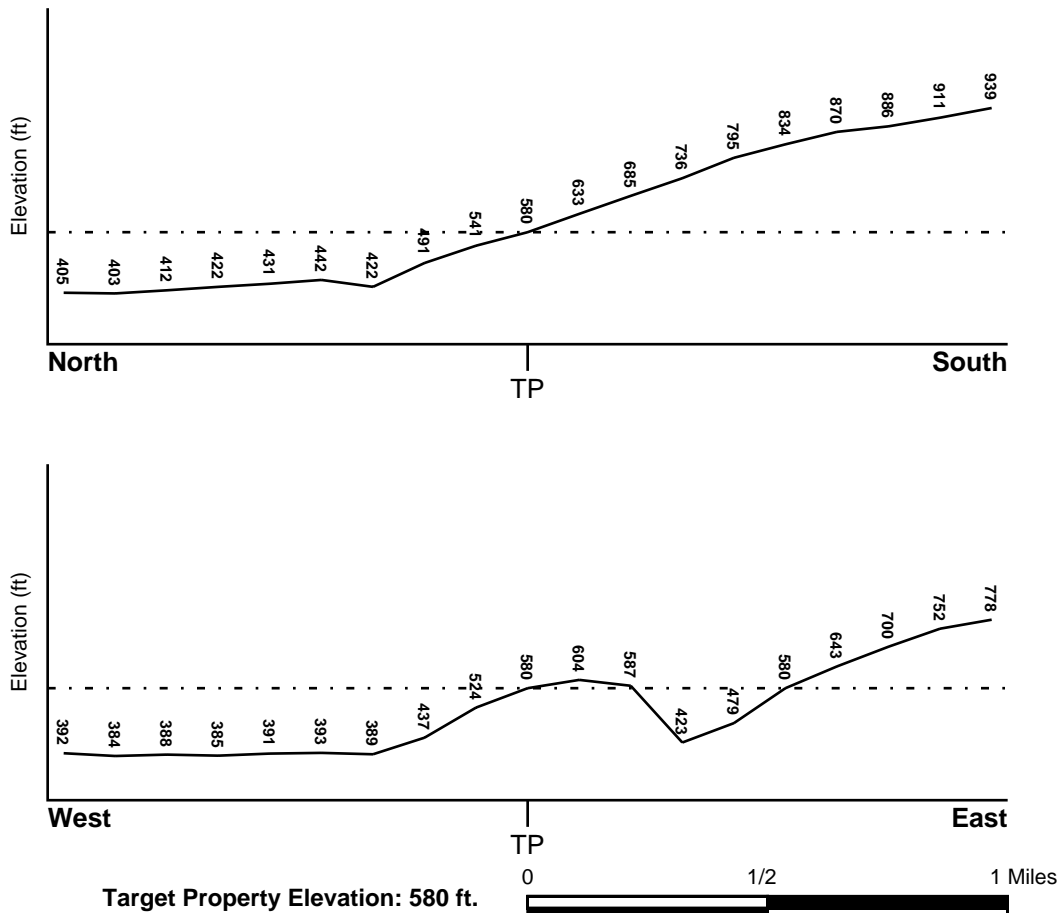 Elevation (ft)
405 403 412 422 431 442 422 491 541 580 633 685 736 795 834 870 886 911 939
North South
TP
Elevation (ft)
392 384 388 385 391 393 389 437 524 580 604 587 423 479 580 643 700 752 778
West East
TP
0 1/2 1 Miles
Target Property Elevation: 580 ft.